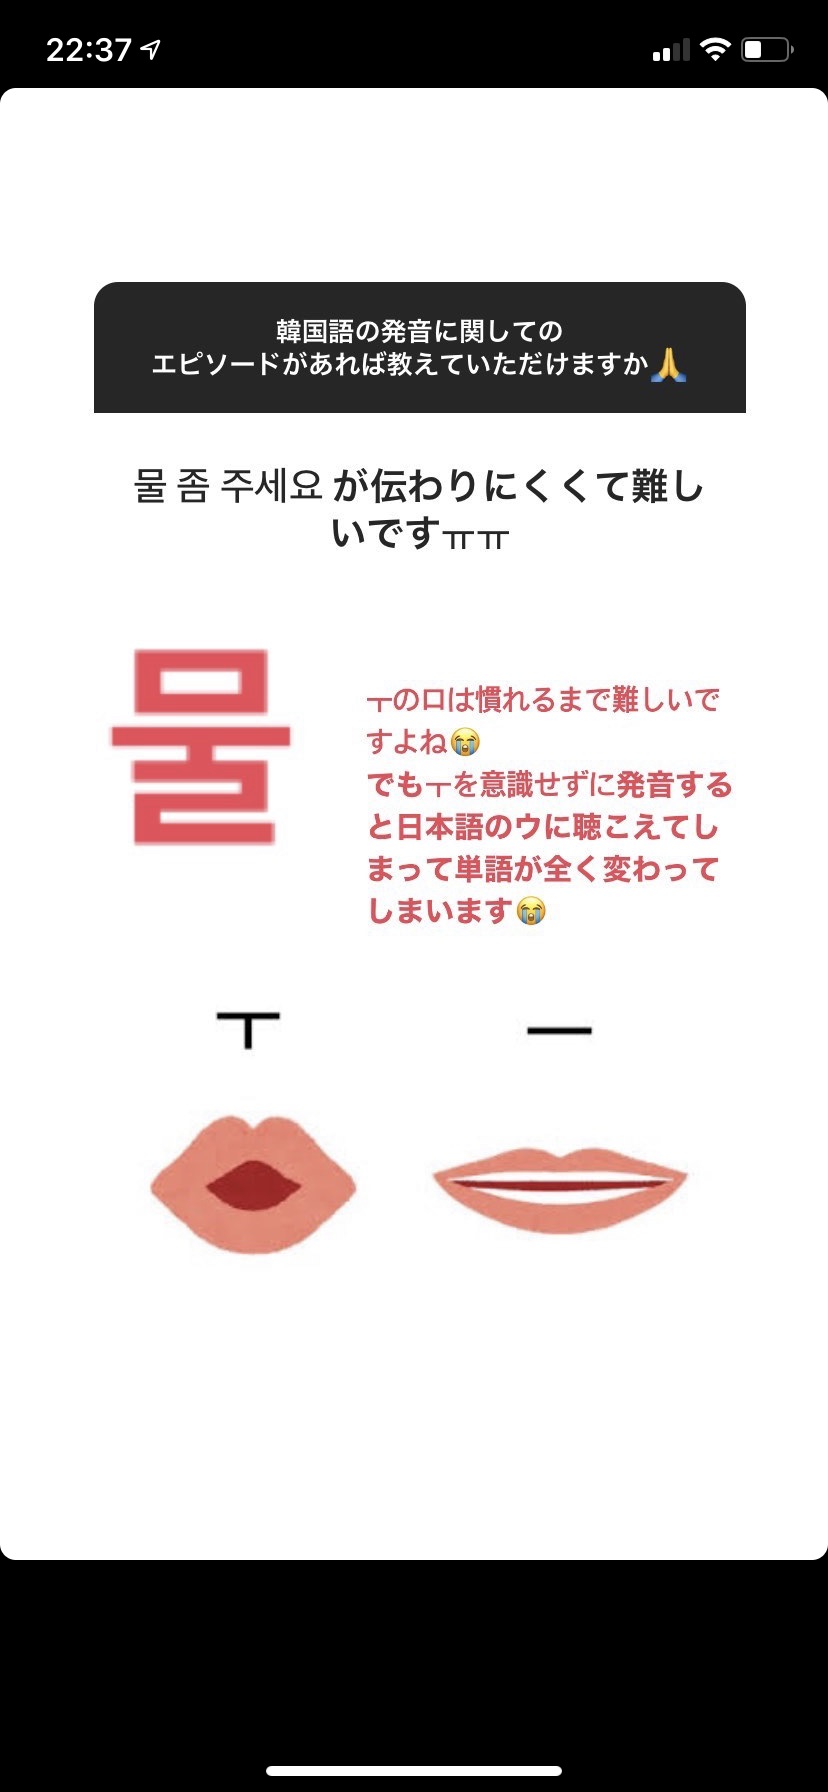 22:37
韓国語の発音に関しての
エピソードがあれば教えていただけますか🙏
물 좀 주세요 が伝わりにくくて難し
いですㅠㅠ
물
ㅜの口は慣れるまで難しいで
すよね😭
でもㅜを意識せずに発音する
と日本語のウに聴こえてし
まって単語が全く変わって
しまいます😭
ㅜ ㅡ